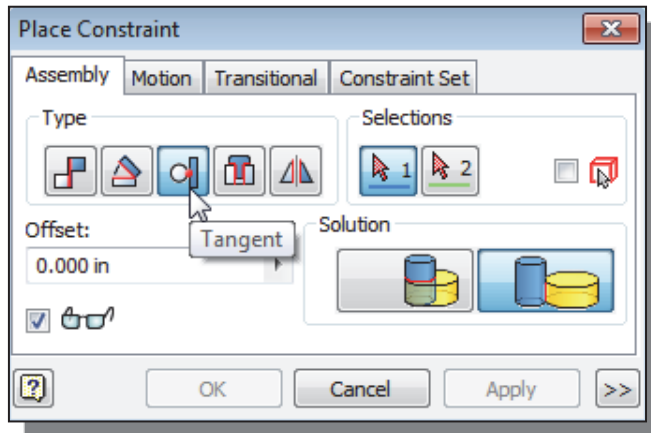 Place Constraint
Assembly Motion Transitional Constraint Set
Type Selections
1 2
Offset: Tangent Solution
0.000 in
? OK Cancel Apply >>